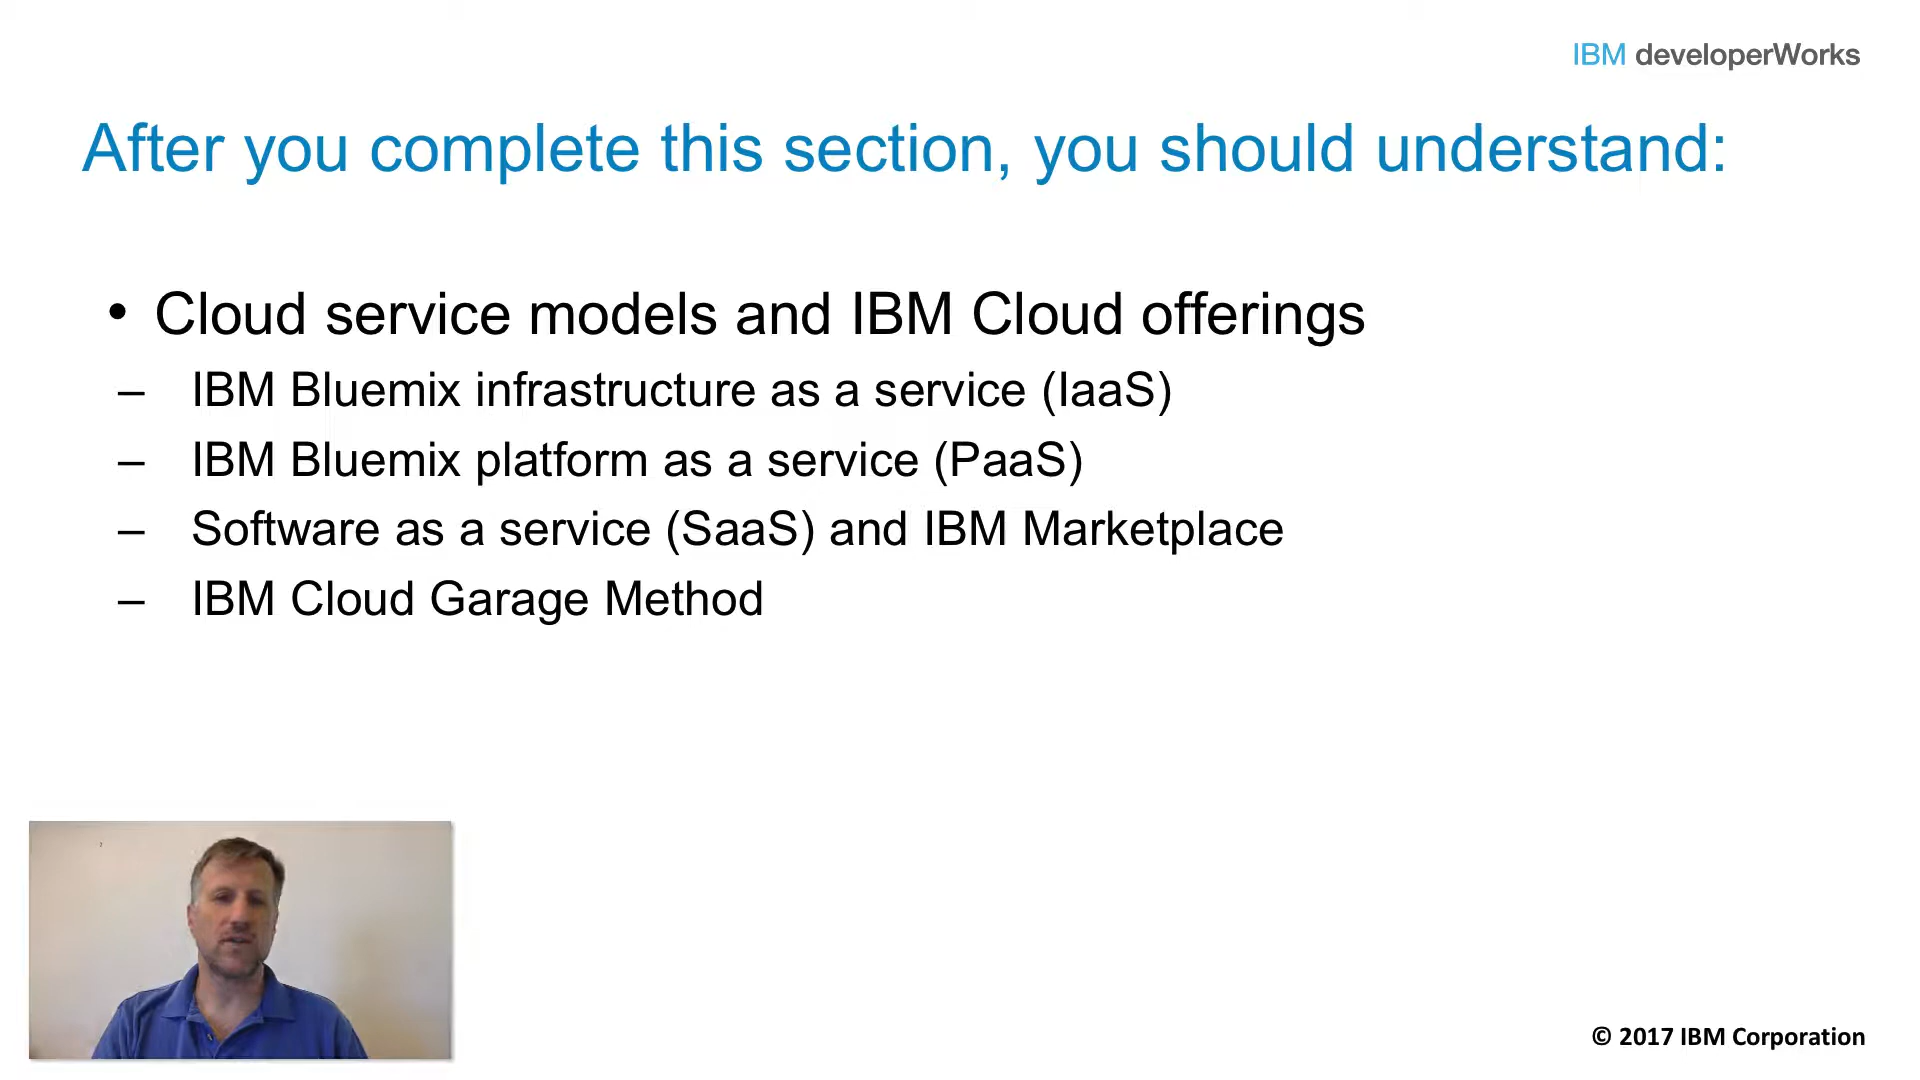 IBM developerWorks
After you complete this section, you should understand:
• Cloud service models and IBM Cloud offerings
– IBM Bluemix infrastructure as a service (IaaS)
– IBM Bluemix platform as a service (PaaS)
– Software as a service (SaaS) and IBM Marketplace
– IBM Cloud Garage Method
© 2017 IBM Corporation